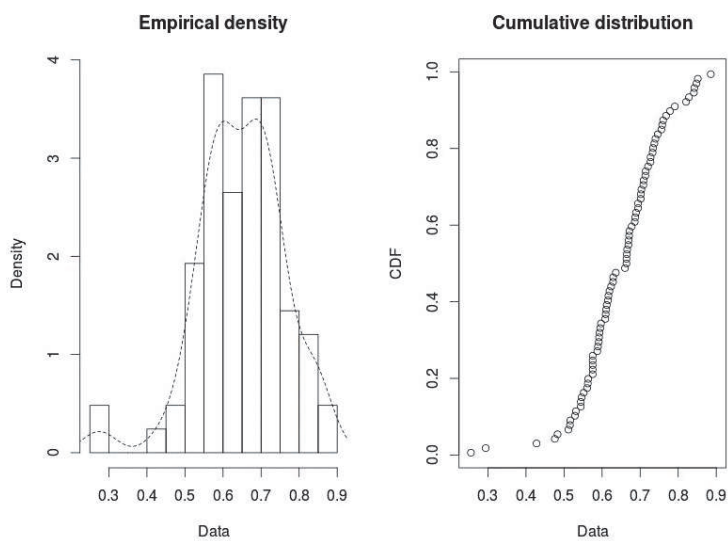 Empirical density
Cumulative distribution
Density
0
1
2
3
4
0.3 0.4 0.5 0.6 0.7 0.8 0.9
Data
CDF
0.0
0.2
0.4
0.6
0.8
1.0
0.3 0.4 0.5 0.6 0.7 0.8 0.9
Data